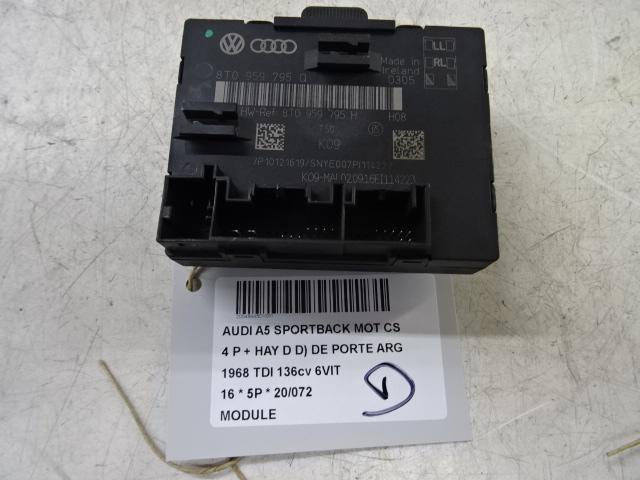 LL
Made in
RL
Ireland
8T0 959 795 Q
0305
HW-Ref: 8T0 959 795 H
H08
K09
K09-MAL020916FI114223
AUDI A5 SPORTBACK MOT CS
4 P + HAY D D) DE PORTE ARG
1968 TDI 136cv 6VIT
16 * 5P * 20/072
MODULE
D